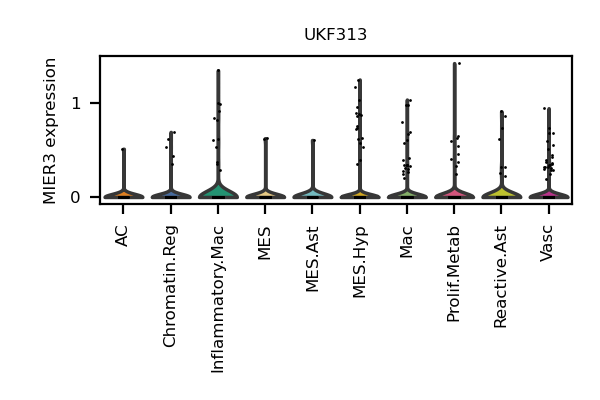 UKF313
MIER3 expression
1
0
AC
Chromatin.Reg
Inflammatory.Mac
MES
MES.Ast
MES.Hyp
Mac
Prolif.Metab
Reactive.Ast
Vasc